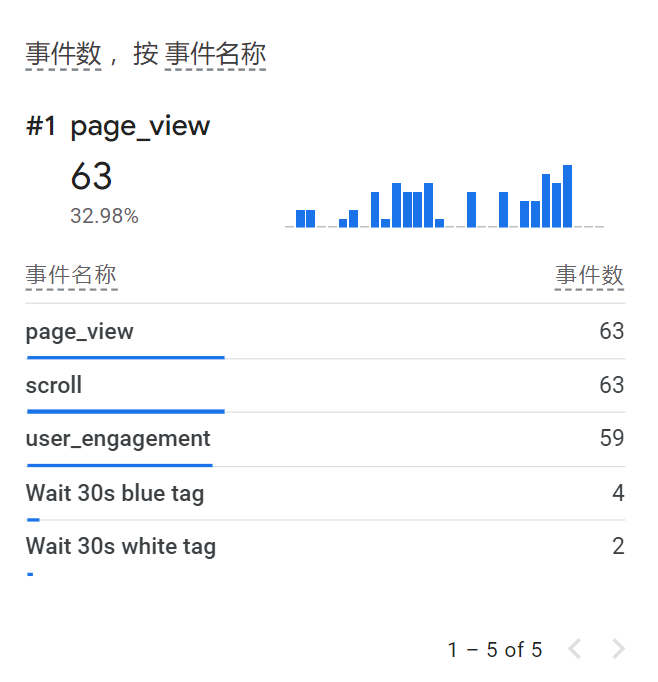 事件数， 按 事件名称
#1 page_view
63
32.98%
事件名称 事件数
page_view 63
scroll 63
user_engagement 59
Wait 30s blue tag 4
Wait 30s white tag 2
1 – 5 of 5